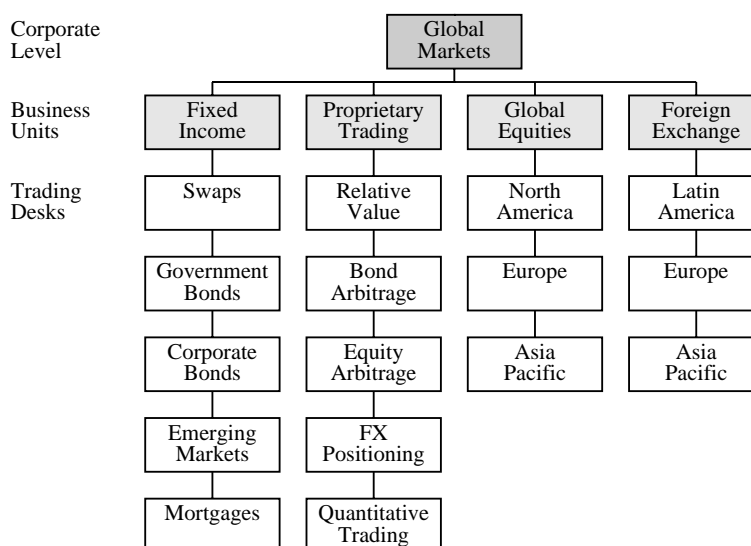 Corporate
Level
Global
Markets
Business
Units
Fixed
Income
Proprietary
Trading
Global
Equities
Foreign
Exchange
Trading
Desks
Swaps
Relative
Value
North
America
Latin
America
Government
Bonds
Bond
Arbitrage
Europe
Europe
Corporate
Bonds
Equity
Arbitrage
Asia
Pacific
Asia
Pacific
Emerging
Markets
FX
Positioning
Mortgages
Quantitative
Trading